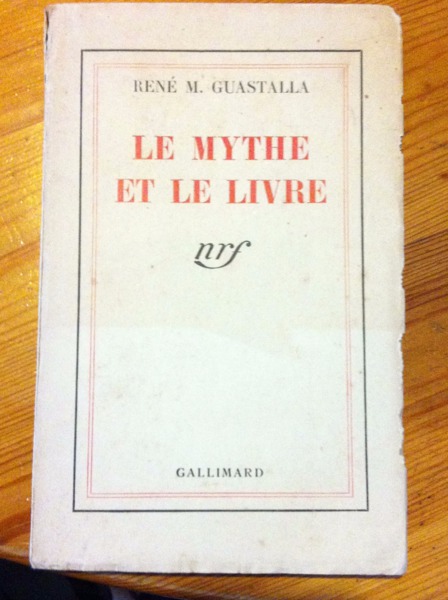 RENÉ M. GUASTALLA
LE MYTHE
ET LE LIVRE
nrf
GALLIMARD